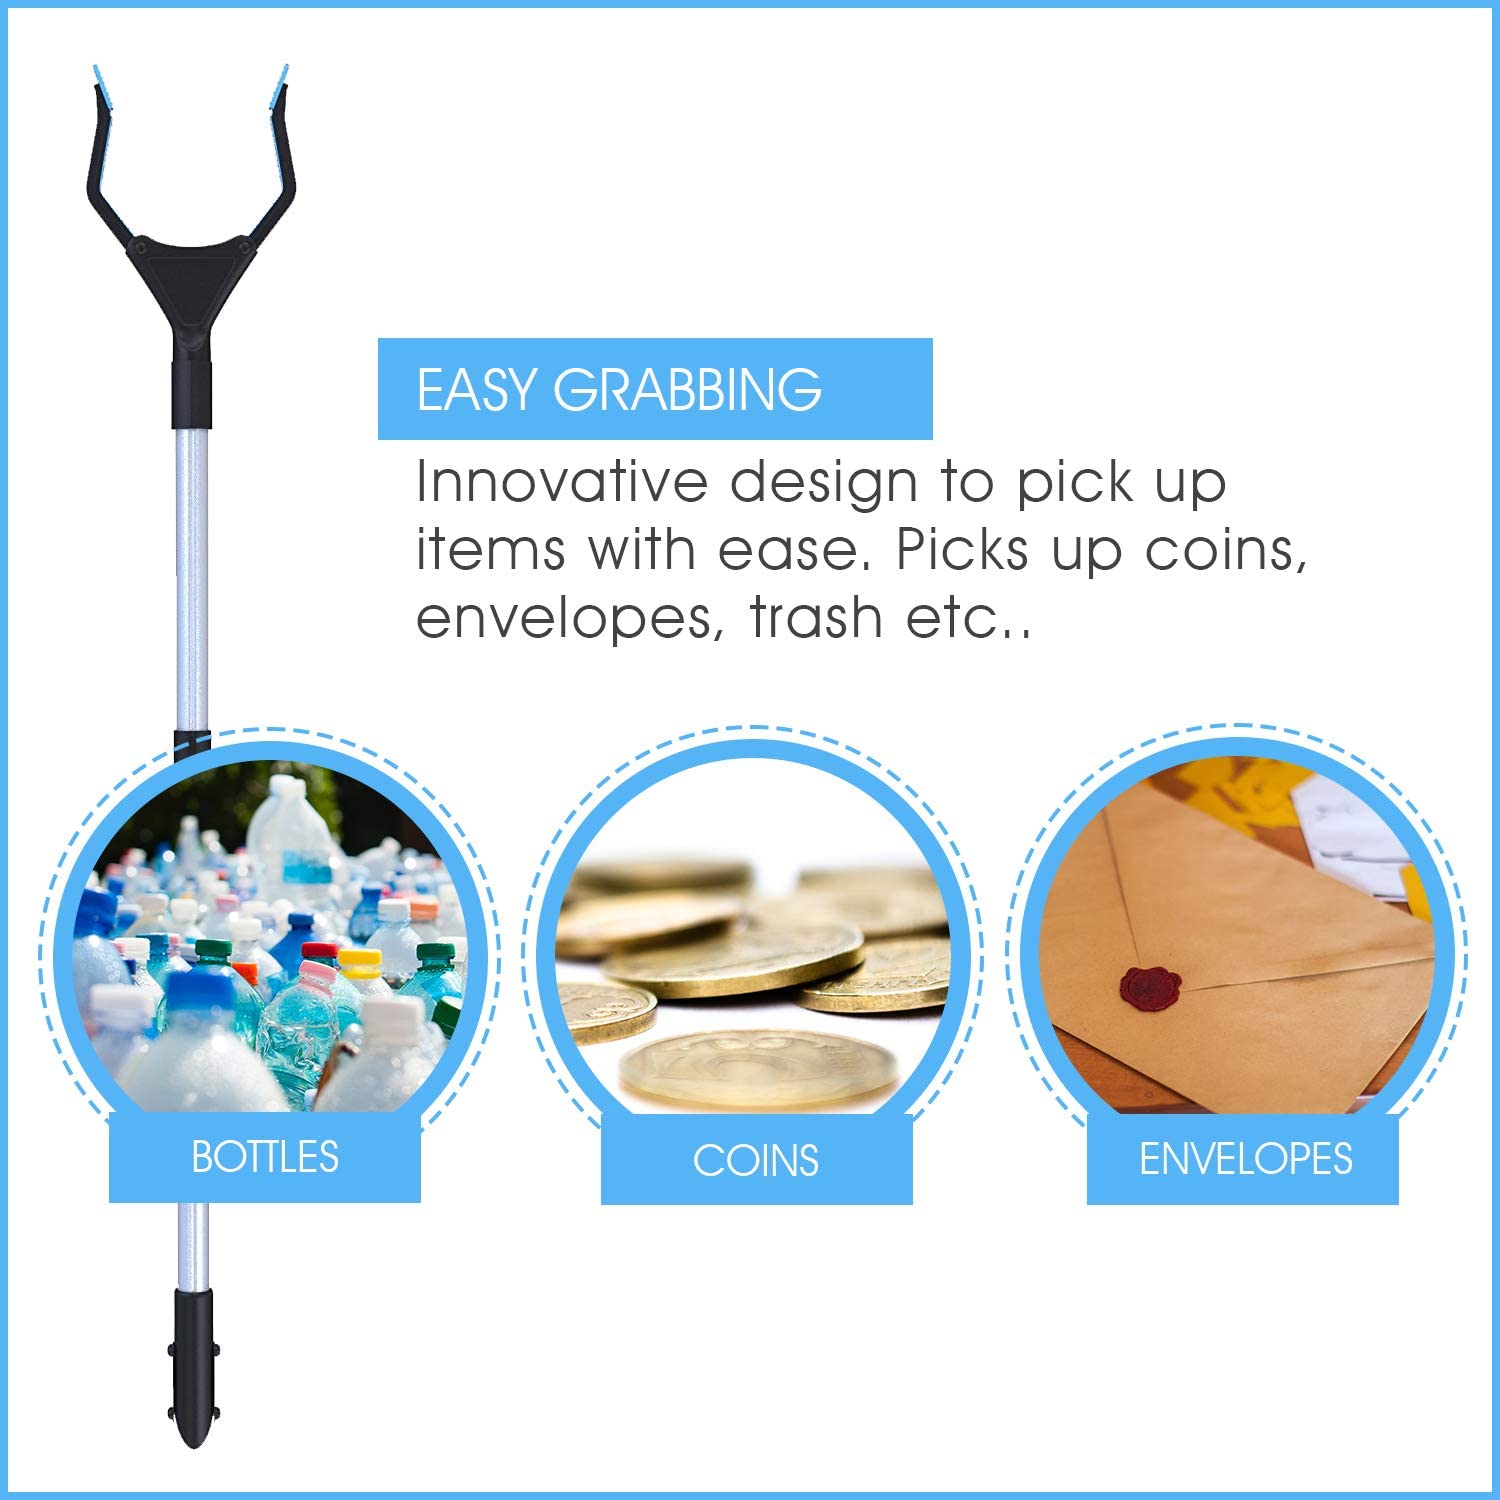 EASY GRABBING
Innovative design to pick up
items with ease. Picks up coins,
envelopes, trash etc..
BOTTLES
COINS
ENVELOPES